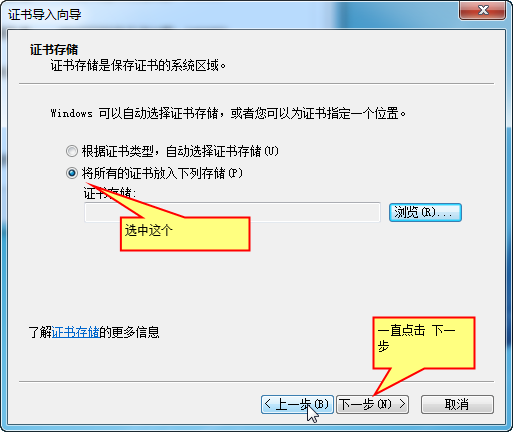 证书导入向导
证书存储
证书存储是保存证书的系统区域。
Windows 可以自动选择证书存储，或者您可以为证书指定一个位置。
根据证书类型，自动选择证书存储(U)
将所有的证书放入下列存储(P)
证书存储:
浏览(R)...
选中这个
了解证书存储的更多信息
一直点击 下一
步
< 上一步(B)
下一步(N) >
取消